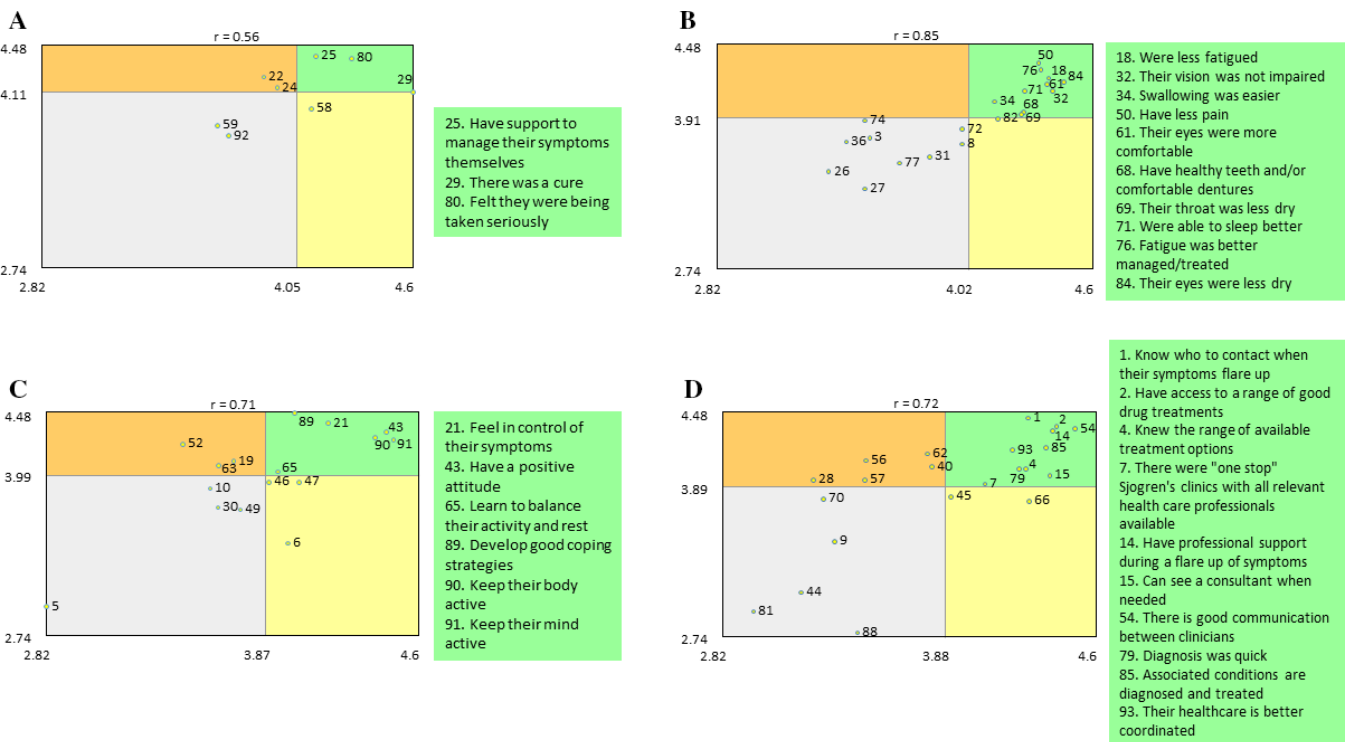 A
r = 0.56
4.48
25
80
22
24
29
4.11
58
59
92
2.74
2.82
4.05
4.6
25. Have support to
manage their symptoms
themselves
29. There was a cure
80. Felt they were being
taken seriously
B
r = 0.85
4.48
50
76
18
84
61
71
32
34
68
3.91
74
82
69
72
36
3
8
31
77
26
27
2.74
2.82
4.02
4.6
18. Were less fatigued
32. Their vision was not impaired
34. Swallowing was easier
50. Have less pain
61. Their eyes were more
comfortable
68. Have healthy teeth and/or
comfortable dentures
69. Their throat was less dry
71. Were able to sleep better
76. Fatigue was better
managed/treated
84. Their eyes were less dry
C
r = 0.71
4.48
89
21
43
52
90
91
19
63
65
3.99
46
47
10
30
49
6
5
2.74
2.82
3.87
4.6
21. Feel in control of
their symptoms
43. Have a positive
attitude
65. Learn to balance
their activity and rest
89. Develop good coping
strategies
90. Keep their body
active
91. Keep their mind
active
D
r = 0.72
4.48
1
2
54
14
62
93
85
56
40
4
28
57
79
15
7
3.89
70
45
66
9
44
81
88
2.74
2.82
3.88
4.6
1. Know who to contact when
their symptoms flare up
2. Have access to a range of good
drug treatments
4. Knew the range of available
treatment options
7. There were "one stop"
Sjogren's clinics with all relevant
health care professionals
available
14. Have professional support
during a flare up of symptoms
15. Can see a consultant when
needed
54. There is good communication
between clinicians
79. Diagnosis was quick
85. Associated conditions are
diagnosed and treated
93. Their healthcare is better
coordinated